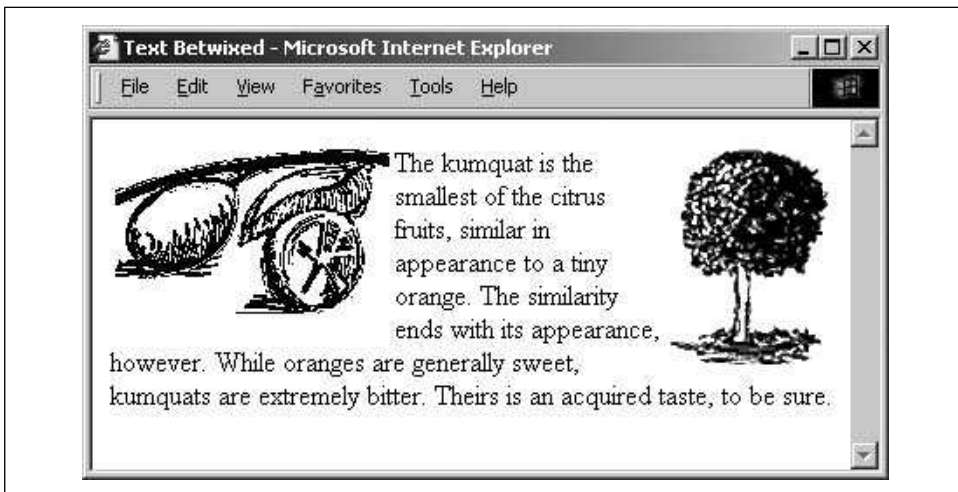 Text Betwixed - Microsoft Internet Explorer
File Edit View Favorites Tools Help
The kumquat is the
smallest of the citrus
fruits, similar in
appearance to a tiny
orange. The similarity
ends with its appearance,
however. While oranges are generally sweet,
kumquats are extremely bitter. Theirs is an acquired taste, to be sure.